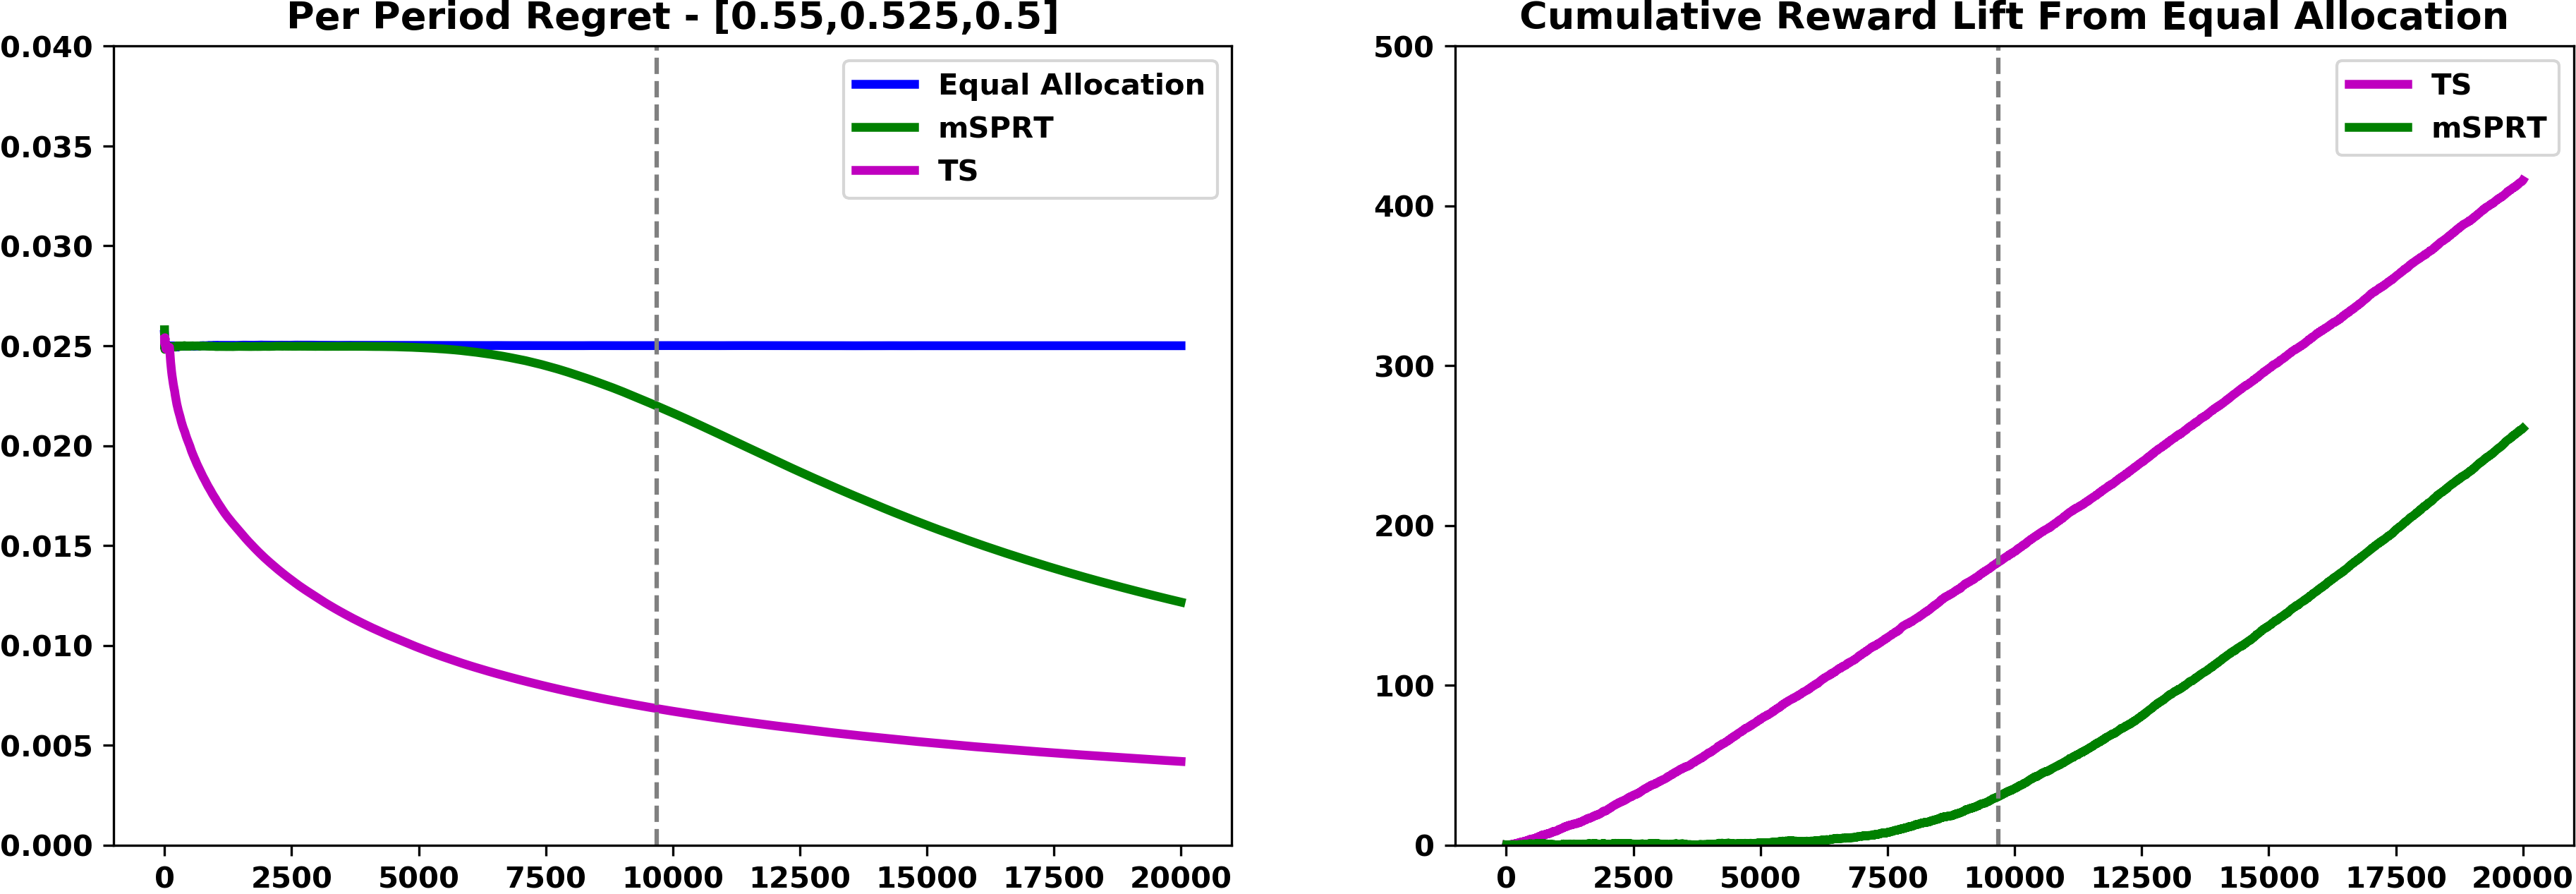 Per Period Regret - [0.55,0.525,0.5]
0.040
0.035
0.030
0.025
0.020
0.015
0.010
0.005
0.000
Equal Allocation
mSPRT
TS
0 2500 5000 7500 10000 12500 15000 17500 20000
Cumulative Reward Lift From Equal Allocation
500
400
300
200
100
0
TS
mSPRT
0 2500 5000 7500 10000 12500 15000 17500 20000